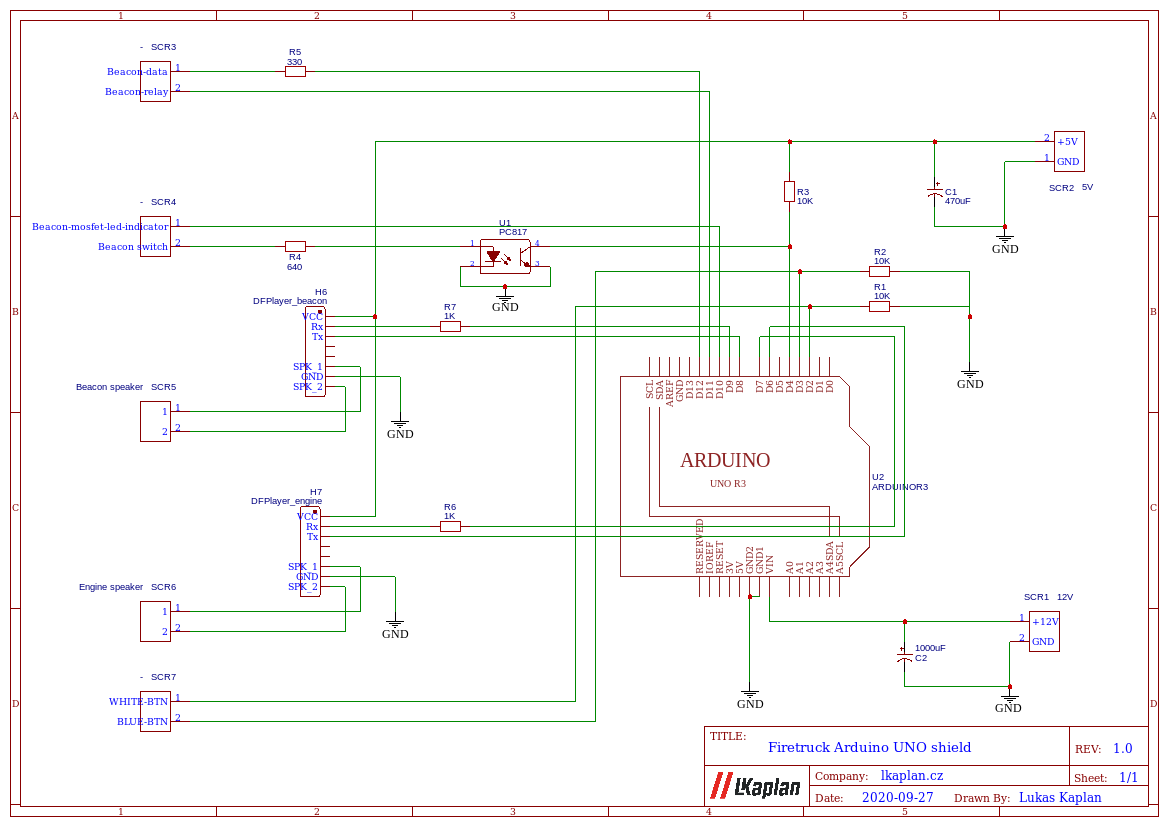 1 2 3 4 5
A
B
C
D
A
B
C
D
1 2 3 4 5
- SCR3
Beacon-data 1
Beacon-relay 2
R5
330
- SCR4
Beacon-mosfet-led-indicator 1
Beacon switch 2
R4
640
U1
PC817
1
2
4
3
GND
R3
10K
C1
470uF
+
2 +5V
1 GND
SCR2 5V
GND
R2
10K
R1
10K
GND
H6
DFPlayer_beacon
VCC
Rx
Tx
SPK_1
GND
SPK_2
R7
1K
GND
Beacon speaker SCR5
1 1
2 2
H7
DFPlayer_engine
VCC
Rx
Tx
SPK_1
GND
SPK_2
R6
1K
GND
Engine speaker SCR6
1 1
2 2
- SCR7
WHITE-BTN 1
BLUE-BTN 2
SCL
SDA
AREF
GND
D13
D12
D11
D10
D9
D8
D7
D6
D5
D4
D3
D2
D1
D0
ARDUINO
UNO R3
U2
ARDUINOR3
RESERVED
IOREF
RESET
3V
5V
GND2
GND1
VIN
A0
A1
A2
A3
A4SDA
A5SCL
GND
SCR1 12V
1 +12V
2 GND
+
1000uF
C2
GND
TITLE:
Firetruck Arduino UNO shield
REV: 1.0
LKaplan
Company: lkaplan.cz
Sheet: 1/1
Date: 2020-09-27 Drawn By: Lukas Kaplan